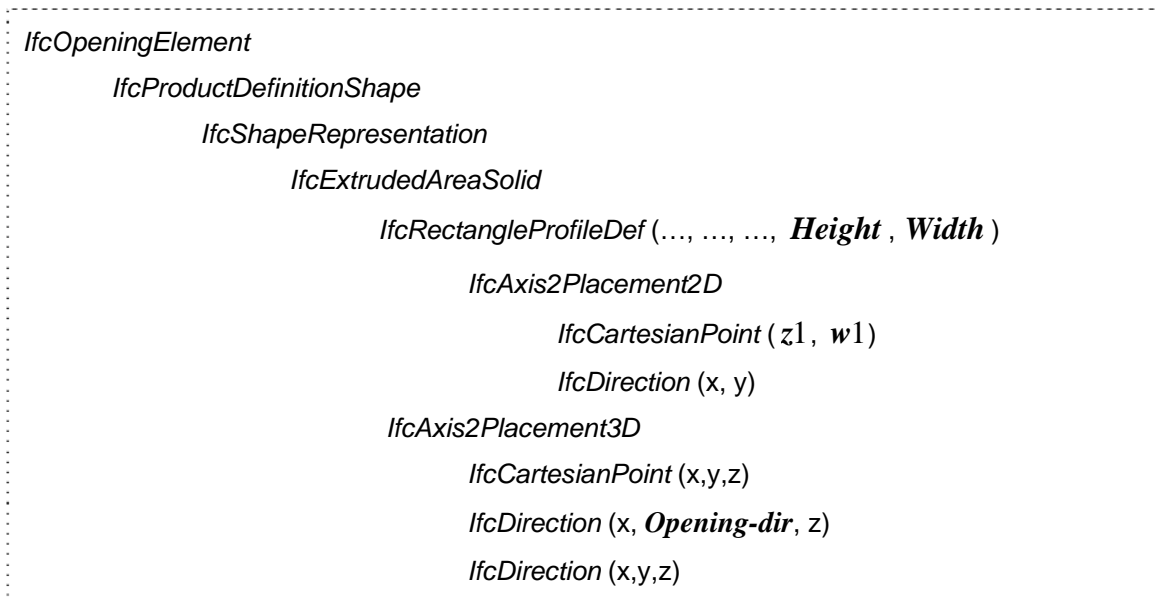 IfcOpeningElement
IfcProductDefinitionShape
IfcShapeRepresentation
IfcExtrudedAreaSolid
IfcRectangleProfileDef (…, …, …, Height , Width )
IfcAxis2Placement2D
IfcCartesianPoint ( z1, w1)
IfcDirection (x, y)
IfcAxis2Placement3D
IfcCartesianPoint (x,y,z)
IfcDirection (x, Opening-dir, z)
IfcDirection (x,y,z)